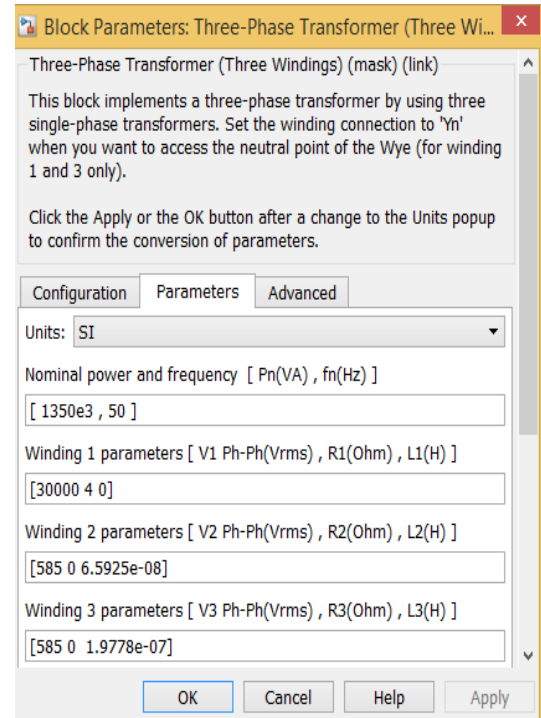 Block Parameters: Three-Phase Transformer (Three Wi...
Three-Phase Transformer (Three Windings) (mask) (link)
This block implements a three-phase transformer by using three
single-phase transformers. Set the winding connection to 'Yn'
when you want to access the neutral point of the Wye (for winding
1 and 3 only).
Click the Apply or the OK button after a change to the Units popup
to confirm the conversion of parameters.
Configuration Parameters Advanced
Units: SI
Nominal power and frequency [ Pn(VA) , fn(Hz) ]
[ 1350e3 , 50 ]
Winding 1 parameters [ V1 Ph-Ph(Vrms) , R1(Ohm) , L1(H) ]
[30000 4 0]
Winding 2 parameters [ V2 Ph-Ph(Vrms) , R2(Ohm) , L2(H) ]
[585 0 6.5925e-08]
Winding 3 parameters [ V3 Ph-Ph(Vrms) , R3(Ohm) , L3(H) ]
[585 0 1.9778e-07]
OK Cancel Help Apply